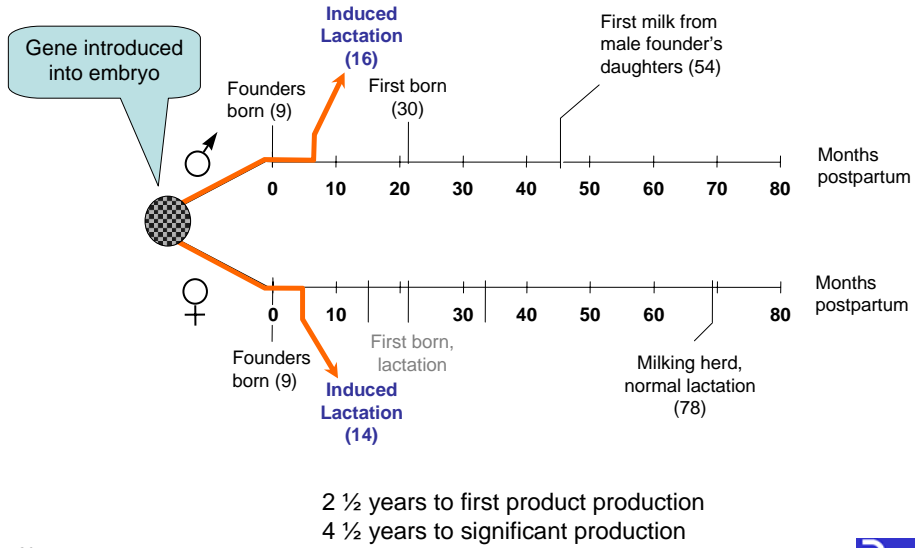 Gene introduced
into embryo
Induced
Lactation
(16)
Founders
born (9)
First born
(30)
First milk from
male founder's
daughters (54)
0 10 20 30 40 50 60 70 80
Months
postpartum
0 10 30 40 50 60 80
Months
postpartum
Founders
born (9)
First born,
lactation
Induced
Lactation
(14)
Milking herd,
normal lactation
(78)
2 ½ years to first product production
4 ½ years to significant production